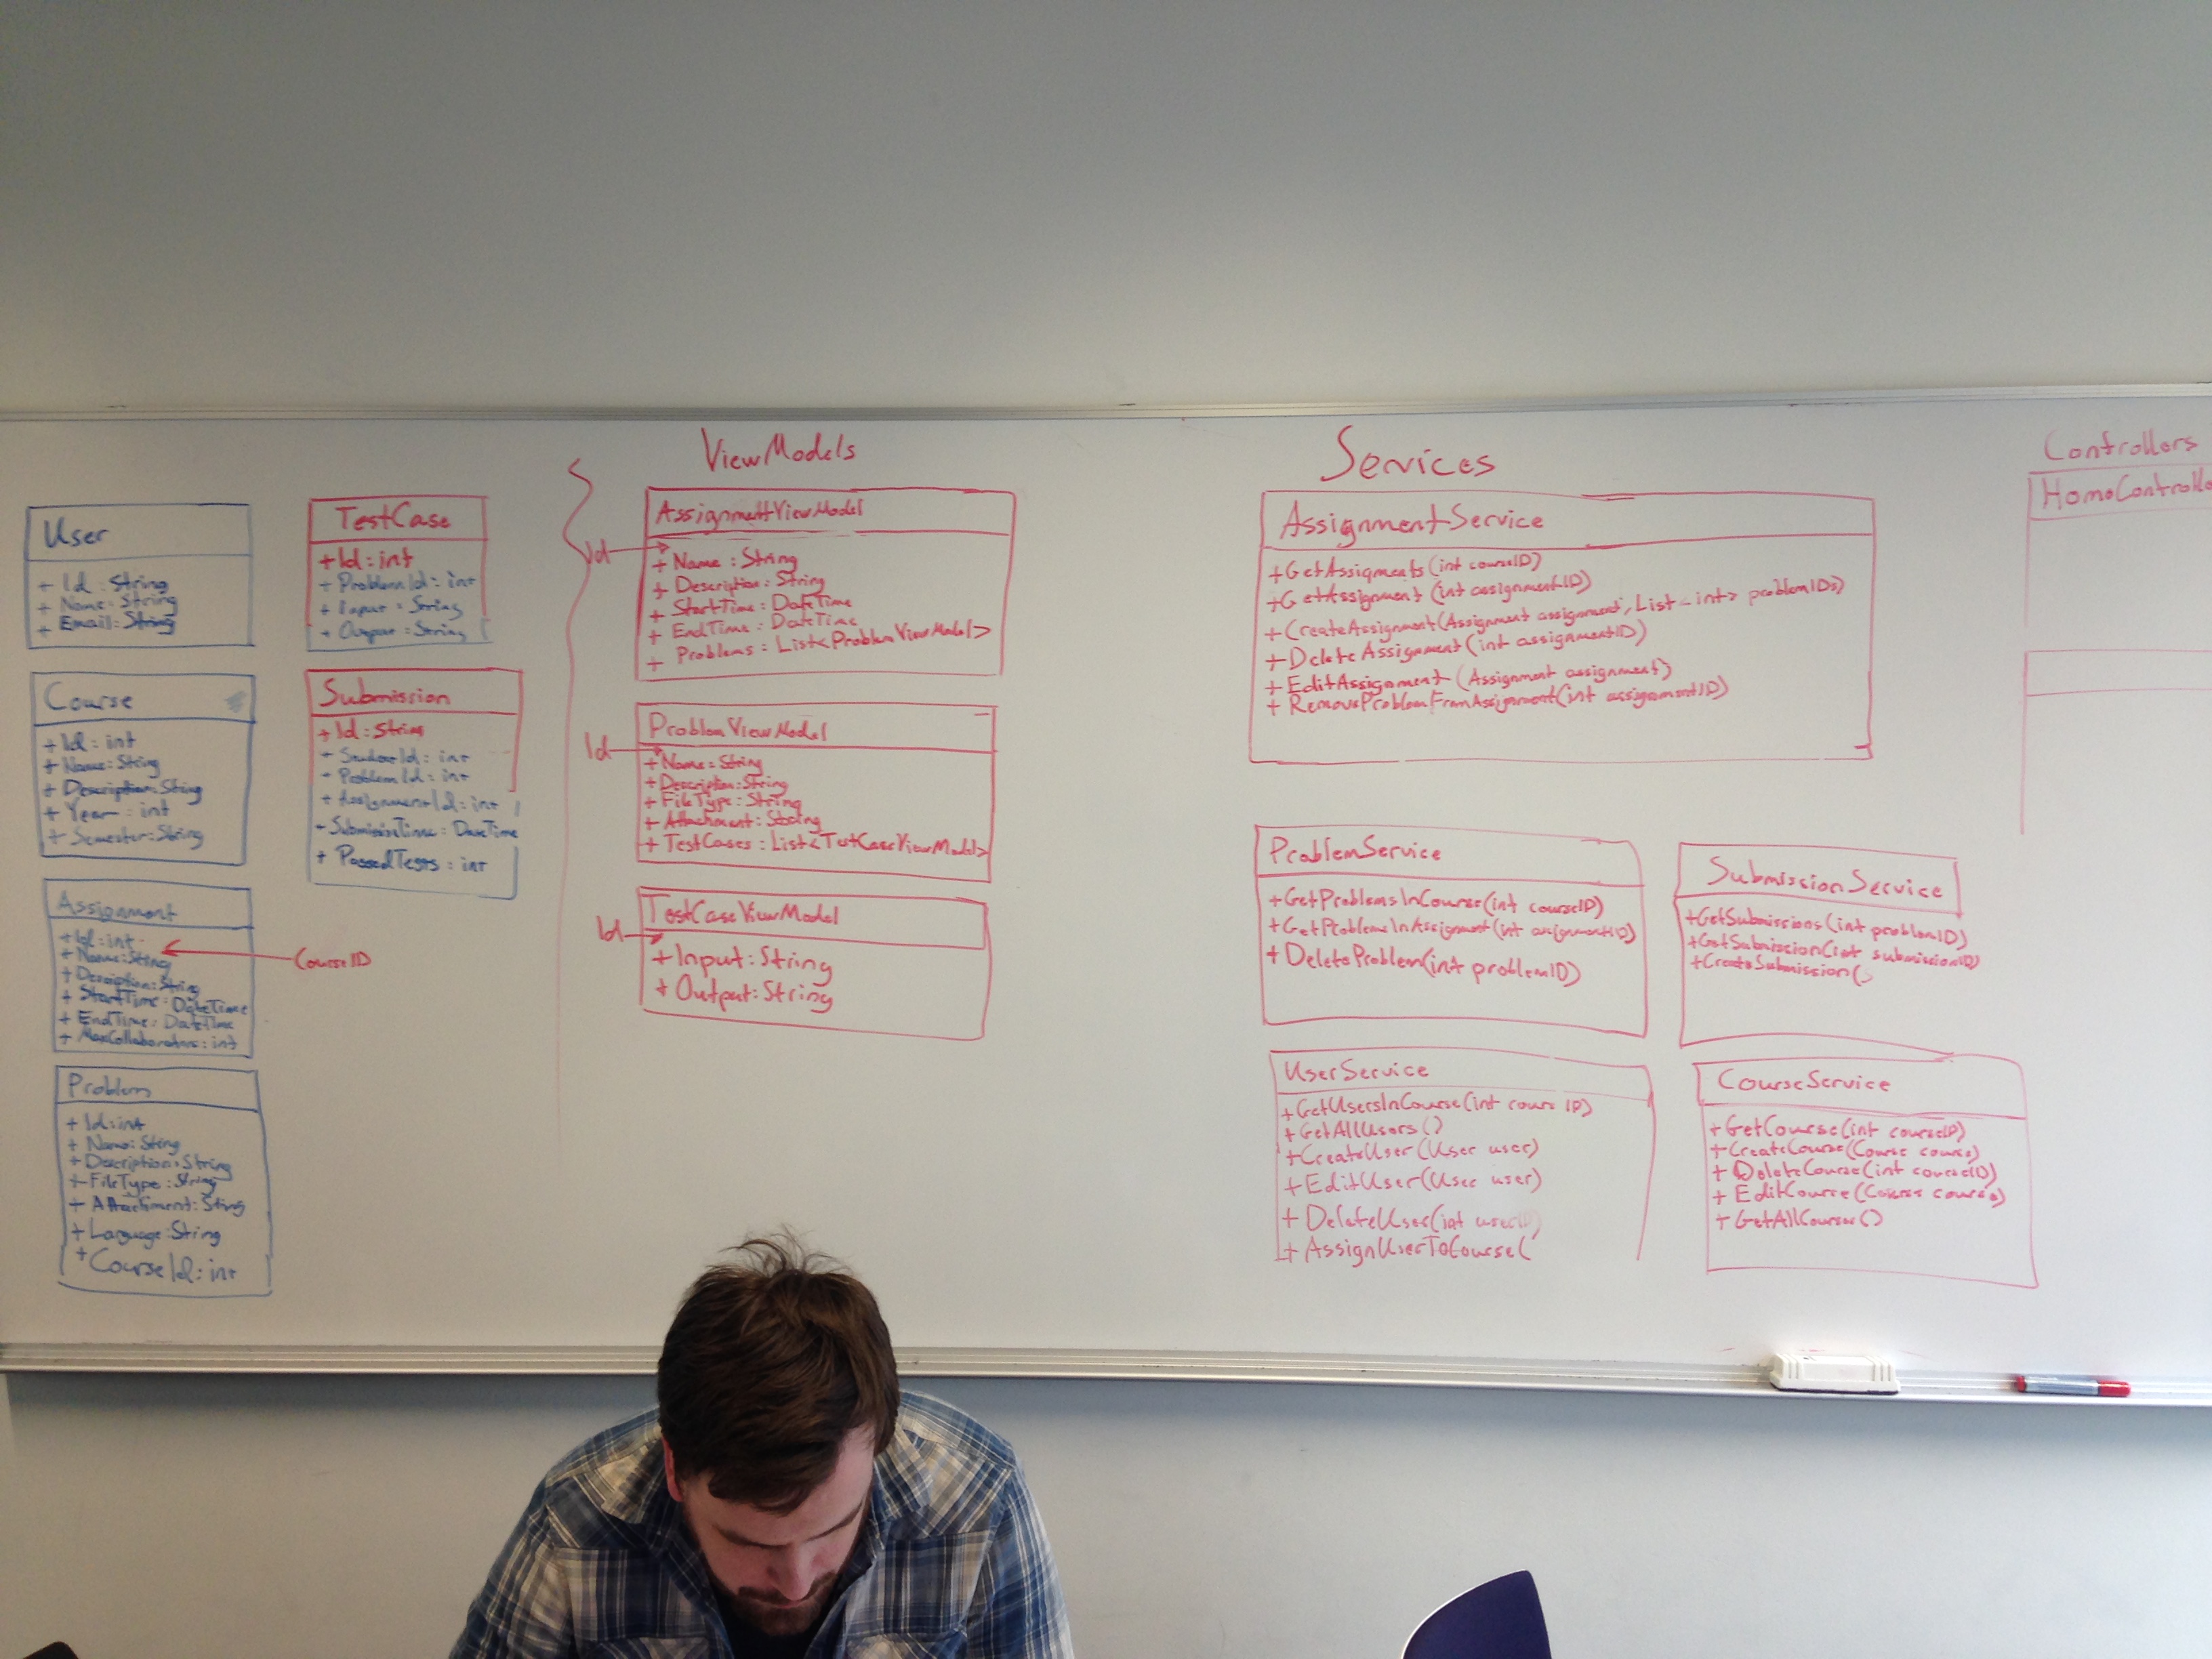 User
+ Id : String
+ Name : String
+ Email : String
Course
+ Id : int
+ Name : String
+ Description : String
+ Year : int
+ Semester : String
Assignment
+ Id : int
+ Name : String
+ Description : String
+ StartTime : DateTime
+ EndTime : DateTime
+ MaxCollaborators : int
CourseID
Problem
+ Id : int
+ Name : String
+ Description : String
+ FileType : String
+ Attachment : String
+ Language : String
+ CourseId : int
TestCase
+ Id : int
+ ProblemId : int
+ Input : String
+ Output : String
Submission
+ Id : String
+ StudentId : int
+ ProblemId : int
+ AssignmentId : int
+ : DateTime
+ PassedTests : int
ViewModels
AssignmentViewModel
Id
+ Name : String
+ Description : String
+ StartTime : DateTime
+ EndTime : DateTime
+ Problems : List<ProblemViewModel>
ProblemViewModel
Id
+ Name : String
+ Description : String
+ FileType : String
+ Attachment : String
+ TestCases : List<TestCaseViewModel>
TestCaseViewModel
Id
+ Input : String
+ Output : String
Services
AssignmentService
+ GetAssigments (int courseID)
+ GetAssignment (int assignmentID)
+ CreateAssignment (Assignment assignment, List<int> problemIDs)
+ DeleteAssignment (int assignmentID)
+ EditAssignment (Assignment assignment)
+ RemoveProblemFromAssignment (int assignmentID)
ProblemService
+ GetProblemsInCourse (int courseID)
+ GetProblemsInAssignment (int assignmentID)
+ DeleteProblem (int problemID)
SubmissionService
+ GetSubmissions (int problemID)
+ GetSubmission (int submissionID)
+ CreateSubmission (
UserService
+ GetUsersInCourse (int cours ID)
+ GetAllUsers ()
+ CreateUser (User user)
+ EditUser (User user)
+ DeleteUser (int userID)
+ AssignUserToCourse (
CourseService
+ GetCourse (int courseID)
+ CreateCourse (Course course)
+ DeleteCourse (int courseID)
+ EditCourse (Course course)
+ GetAllCourses ()
Controllers
HomeControlle